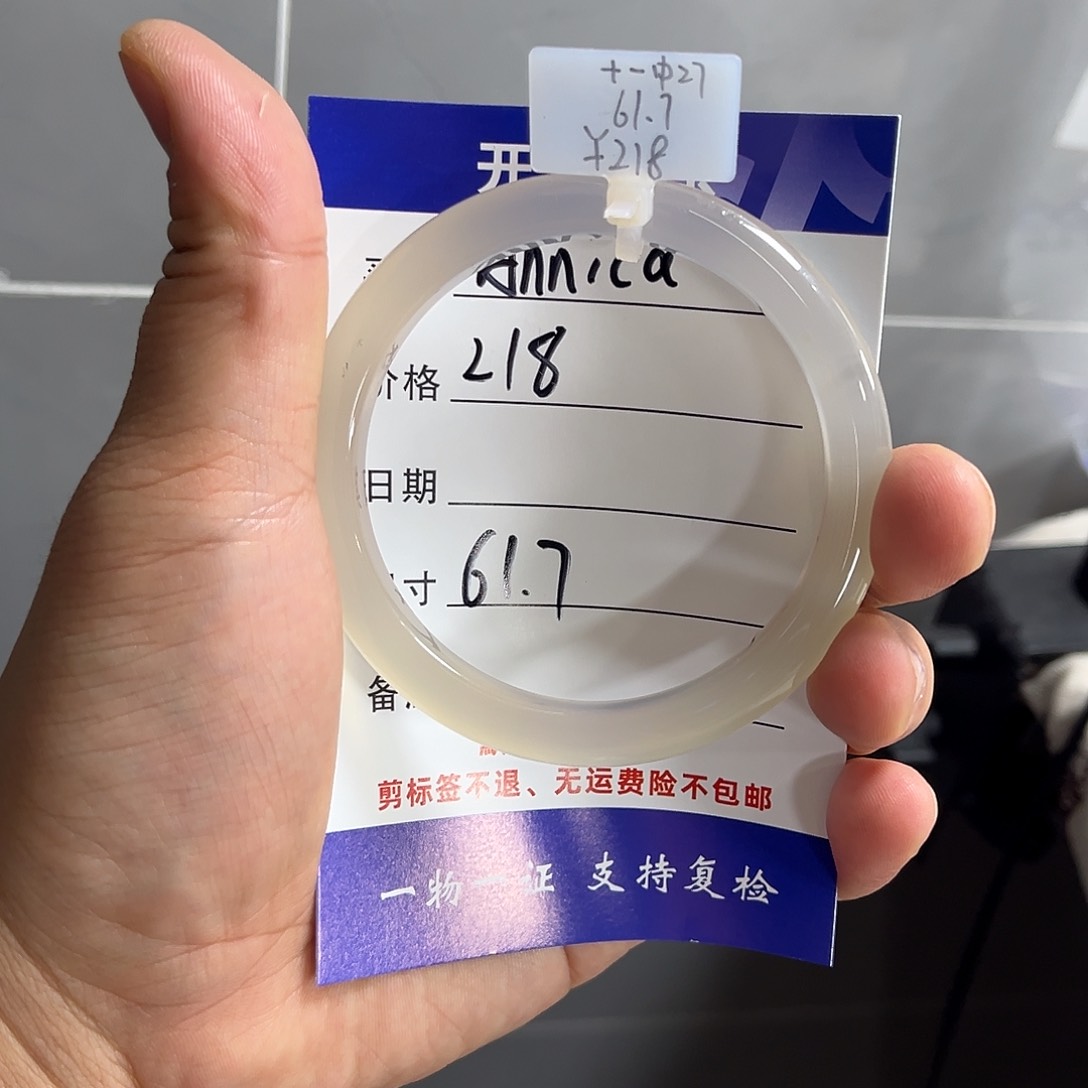 十一中27
61.7
¥218
开
Annica
价格 218
日期
寸 61.7
备
剪标签不退、无运费险不包邮
一物一证 支持复检